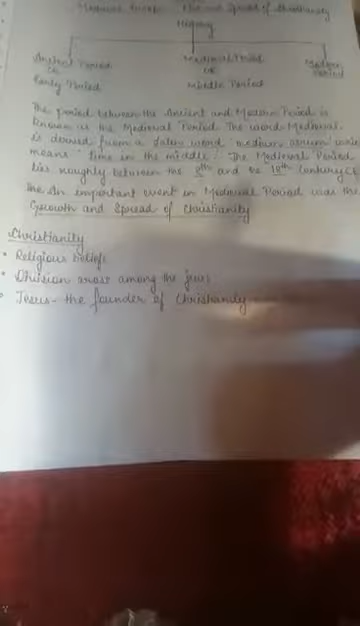 Medieval Europe - Rise and Spread of Christianity
History
Ancient Period Medieval Period Modern
or or Period
Early Period Middle Period
The period between the Ancient and Modern Period is
known as the Medieval Period. The word Medieval
is derived from a Latin word 'medium aevum' which
means 'time in the middle'. The Medieval Period
lies roughly between the and the century.
The An important event in Medieval Period was the
Growth and Spread of Christianity
Christianity
• Religious beliefs
• Division arose among the jews
• Jesus - the founder of Christianity